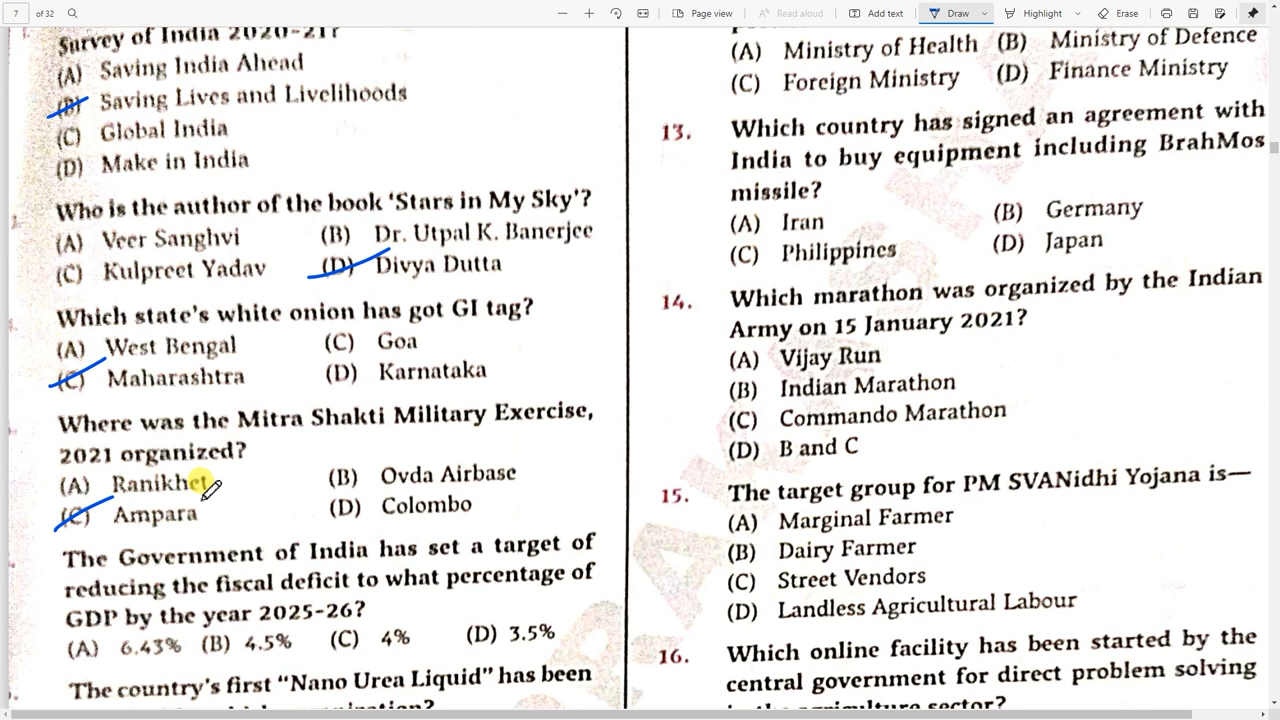 7
of 32
Page view
Read aloud
Add text
Draw
Highlight
Erase
Survey of India 2020-21?
(A) Saving India Ahead
(B) Saving Lives and Livelihoods
(C) Global India
(D) Make in India
Who is the author of the book ‘Stars in My Sky’?
(A) Veer Sanghvi (B) Dr. Utpal K. Banerjee
(C) Kulpreet Yadav (D) Divya Dutta
Which state’s white onion has got GI tag?
(A) West Bengal (C) Goa
(C) Maharashtra (D) Karnataka
Where was the Mitra Shakti Military Exercise,
2021 organized?
(A) Ranikhet (B) Ovda Airbase
(C) Ampara (D) Colombo
The Government of India has set a target of
reducing the fiscal deficit to what percentage of
GDP by the year 2025-26?
(A) 6.43% (B) 4.5% (C) 4% (D) 3.5%
The country’s first “Nano Urea Liquid” has been
(A) Ministry of Health (B) Ministry of Defence
(C) Foreign Ministry (D) Finance Ministry
13. Which country has signed an agreement with
India to buy equipment including BrahMos
missile?
(A) Iran (B) Germany
(C) Philippines (D) Japan
14. Which marathon was organized by the Indian
Army on 15 January 2021?
(A) Vijay Run
(B) Indian Marathon
(C) Commando Marathon
(D) B and C
15. The target group for PM SVANidhi Yojana is—
(A) Marginal Farmer
(B) Dairy Farmer
(C) Street Vendors
(D) Landless Agricultural Labour
16. Which online facility has been started by the
central government for direct problem solving
in the agriculture sector?